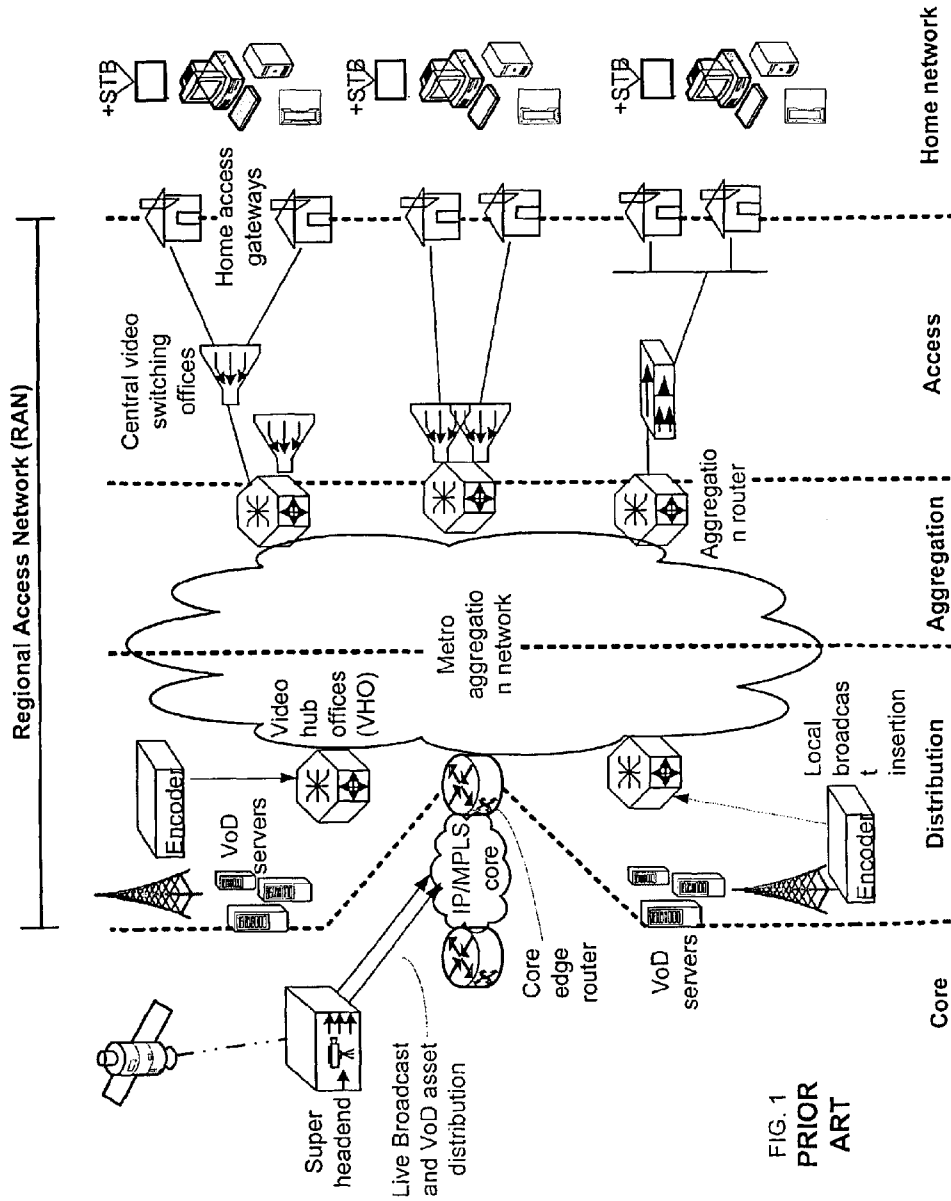 Regional Access Network (RAN)
+STB
+STB
+STB
Home access
gateways
Central video
switching
offices
Aggregatio
n router
Metro
aggregatio
n network
Video
hub
offices
(VHO)
Encoder
VoD
servers
IP/MPLS
core
Core
edge
router
VoD
servers
Encoder
Local
broadcas
t
insertion
Super
headend
Live Broadcast
and VoD asset
distribution
Core
Distribution
Aggregation
Access
Home network
FIG. 1
PRIOR
ART